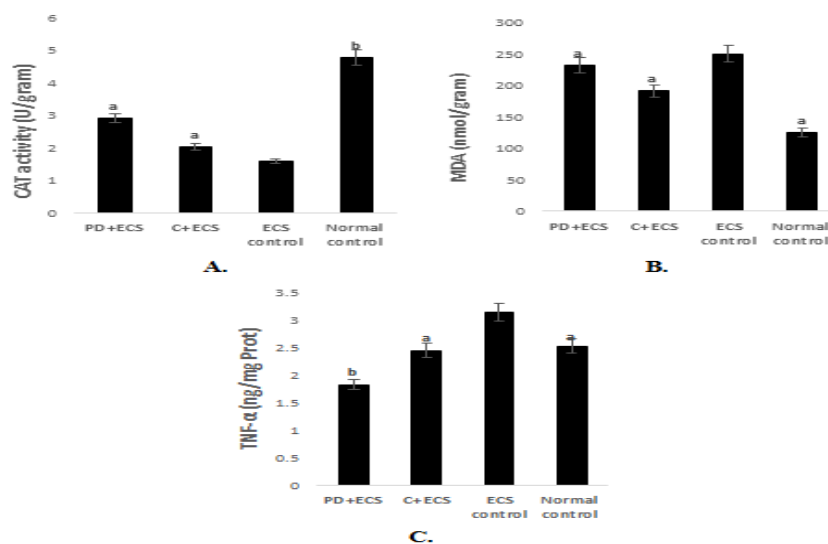 CAT activity (U/gram)
6
5
4
3
2
1
0
a
a
b
PD+ECS
C+ECS
ECS
control
Normal
control
A.
MDA (nmol/gram)
300
250
200
150
100
50
0
a
a
a
PD+ECS
C+ECS
ECS
control
Normal
control
B.
TNF-α (ng/mg Prot)
3.5
3
2.5
2
1.5
1
0.5
0
b
a
a
PD+ECS
C+ECS
ECS
control
Normal
control
C.